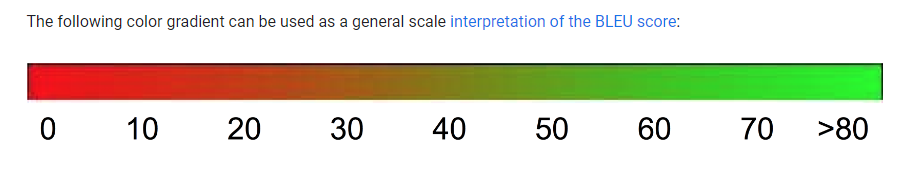 The following color gradient can be used as a general scale interpretation of the BLEU score:
0 10 20 30 40 50 60 70 >80